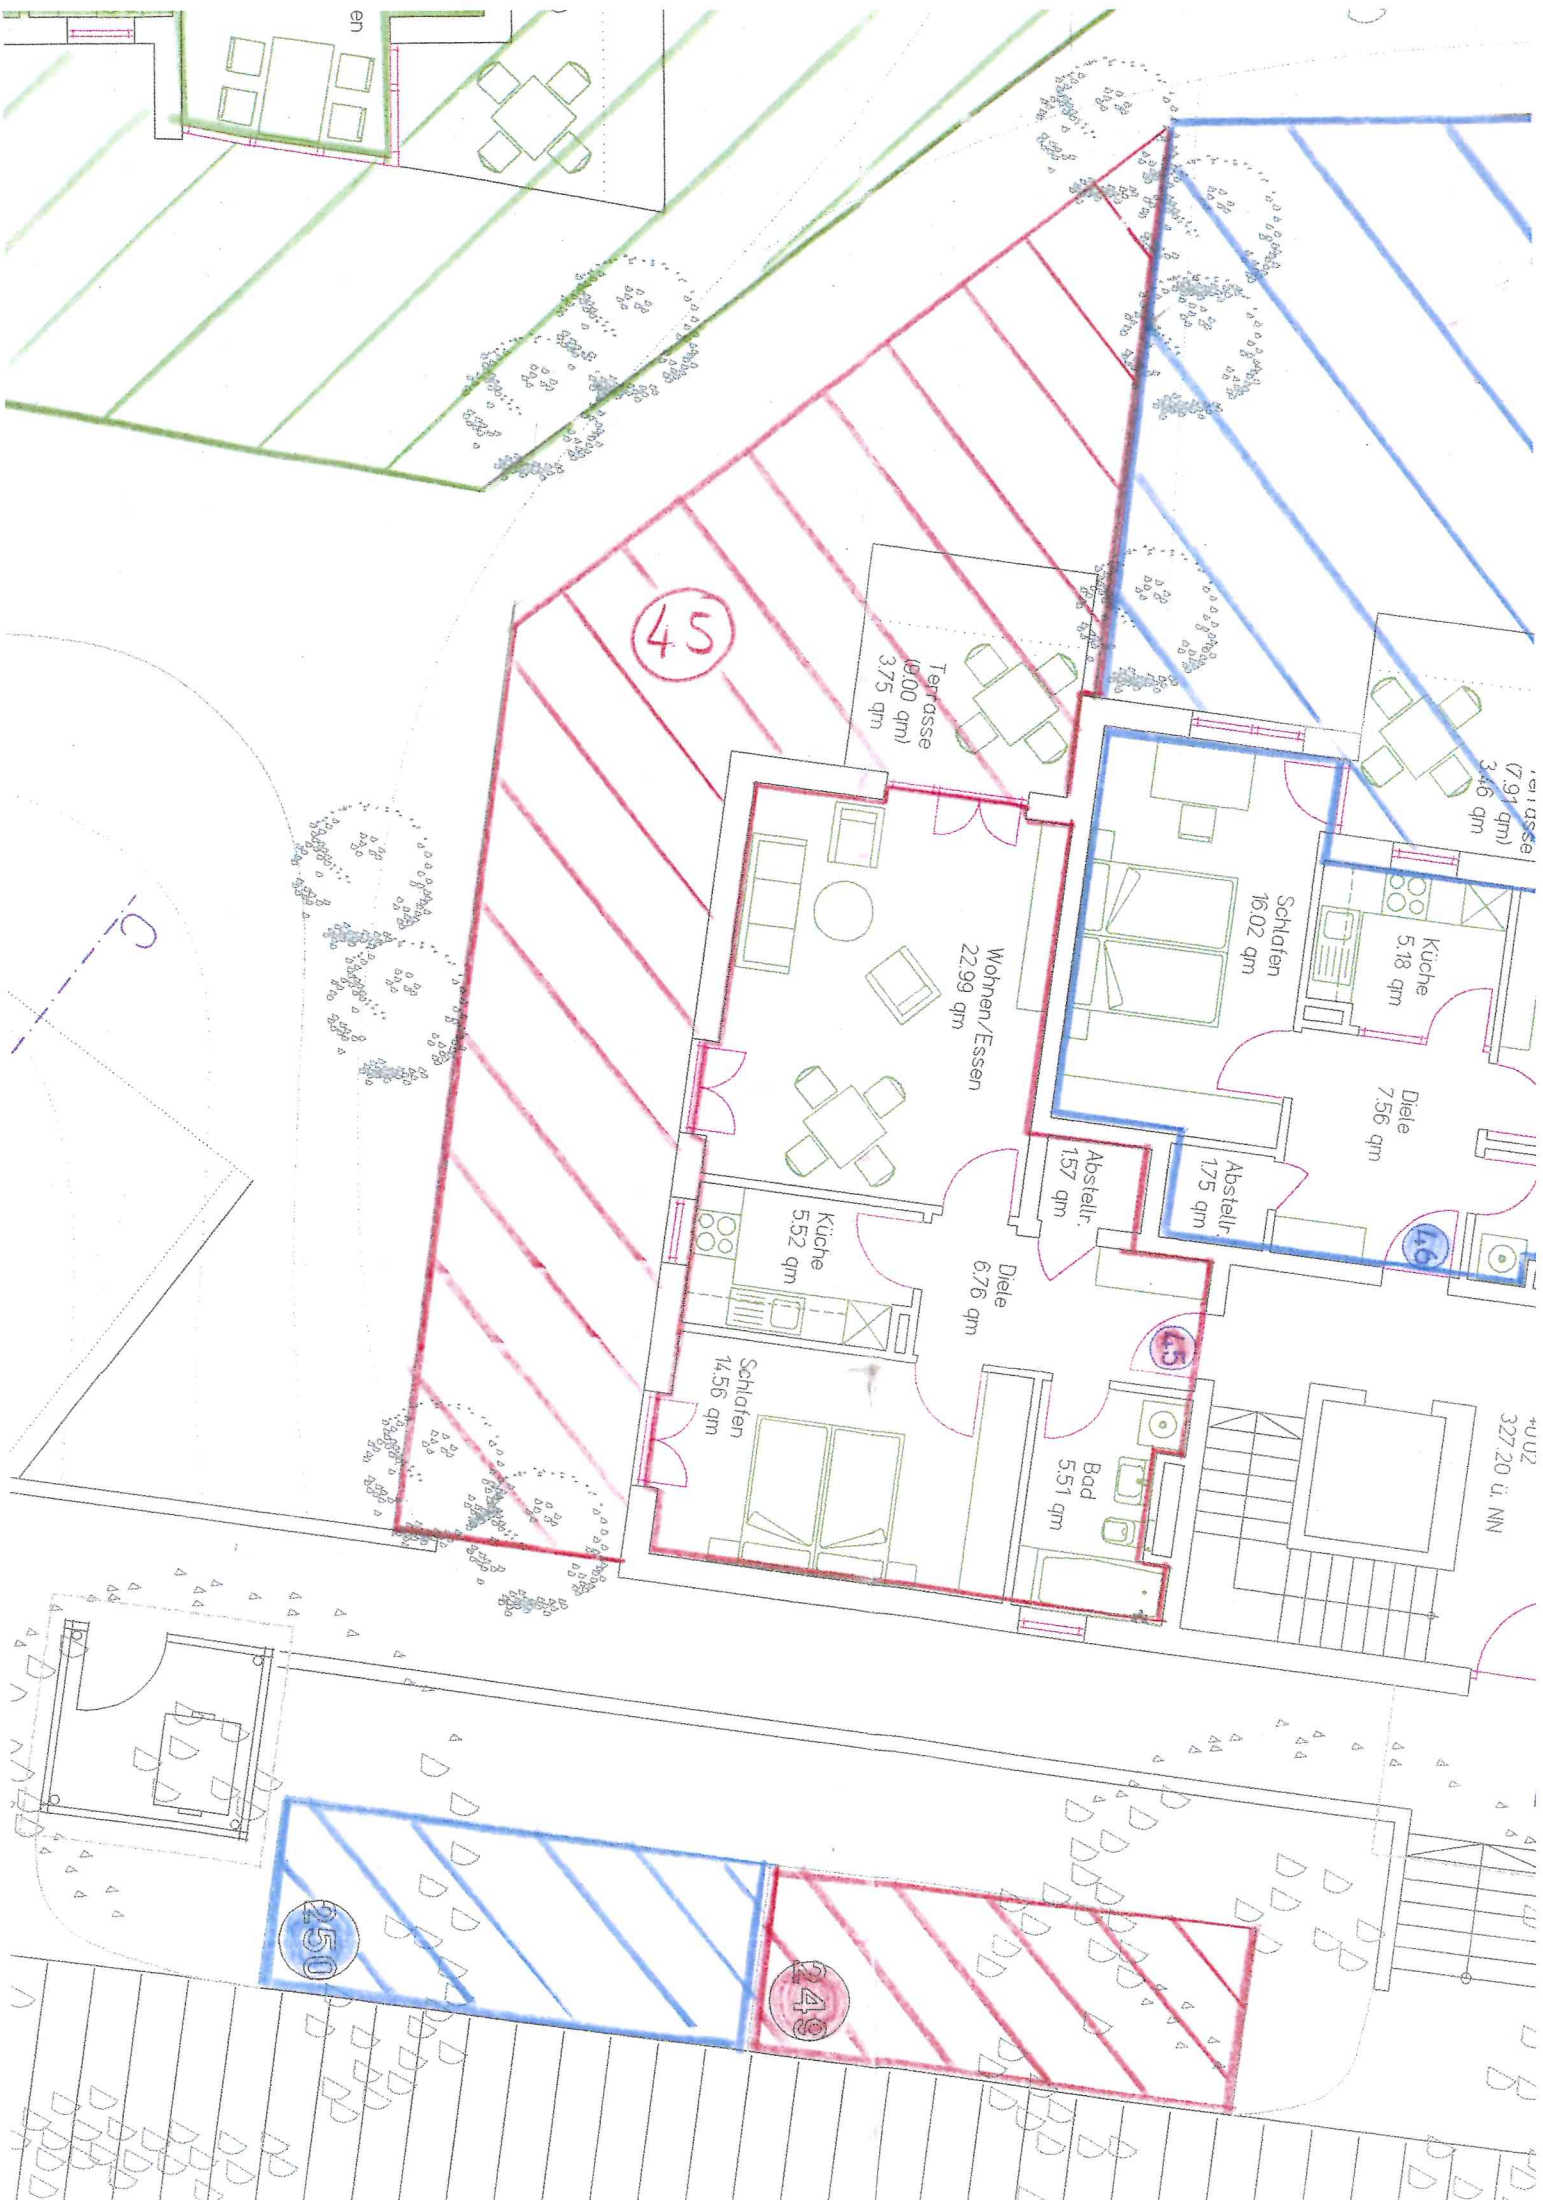 en
45
Terrasse
3.75 qm
Terrasse
(7.91 qm)
3.46 qm
Schlafen
16.02 qm
Küche
5.18 qm
Wohnen/Essen
22.99 qm
Diele
7.56 qm
Abstellr.
1.57 qm
Abstellr.
1.75 qm
46
Küche
5.52 qm
Diele
6.76 qm
45
Schlafen
14.56 qm
Bad
5.51 qm
327.20 ü. NN
C
250
249